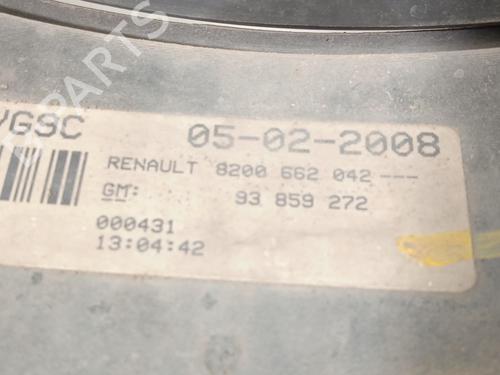 VGSC 05-02-2008
RENAULT 8200 662 042 ---
GM: 93 859 272
000431
13:04:42
B-PARTS